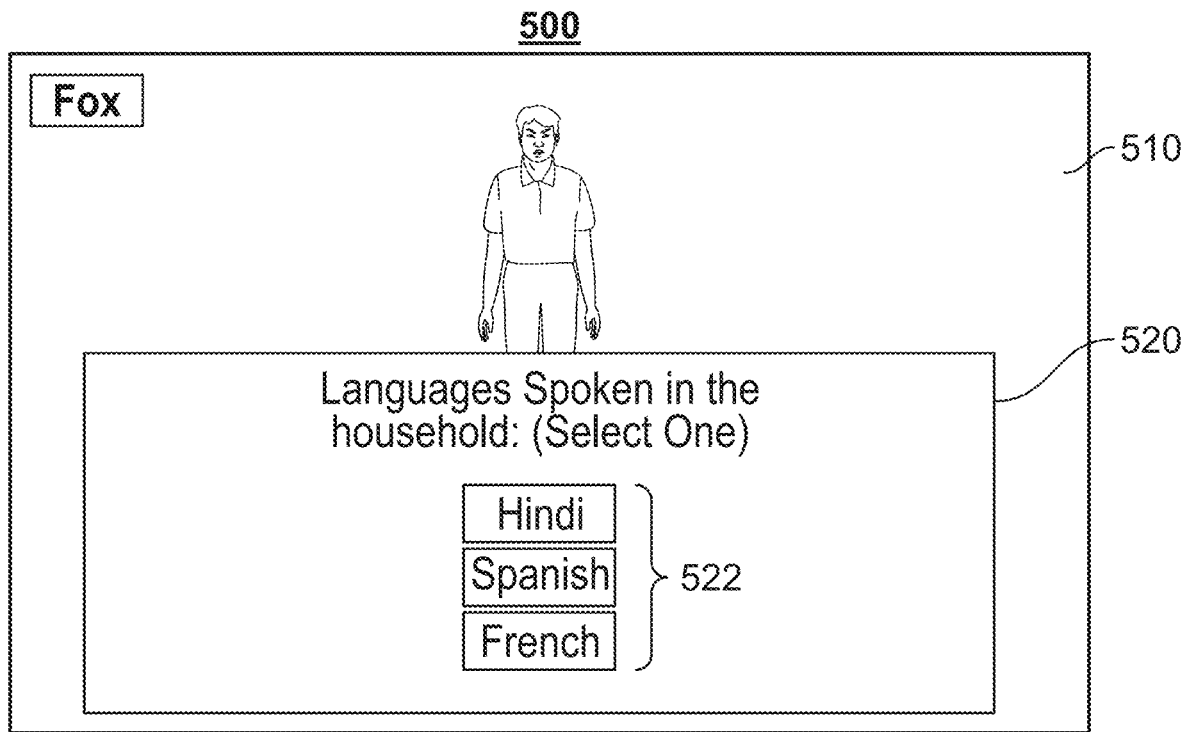 500
Fox
510
520
Languages Spoken in the
household: (Select One)
Hindi
Spanish
French
522